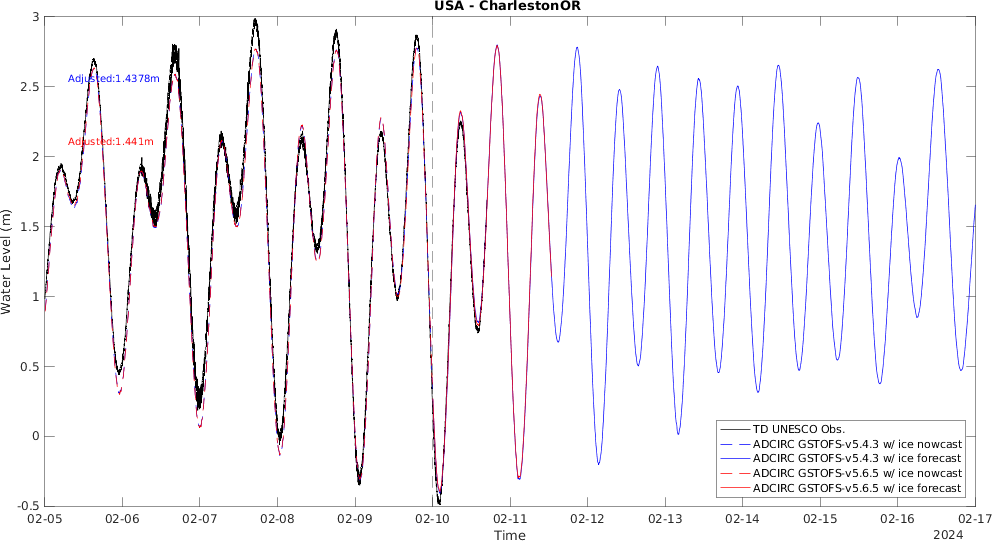 USA - CharlestonOR
3
2.5
2
1.5
1
0.5
0
-0.5
Water Level (m)
Adjusted:1.4378m
Adjusted:1.441m
TD UNESCO Obs.
ADCIRC GSTOFS-v5.4.3 w/ ice nowcast
ADCIRC GSTOFS-v5.4.3 w/ ice forecast
ADCIRC GSTOFS-v5.6.5 w/ ice nowcast
ADCIRC GSTOFS-v5.6.5 w/ ice forecast
02-05 02-06 02-07 02-08 02-09 02-10 02-11 02-12 02-13 02-14 02-15 02-16 02-17
Time
2024